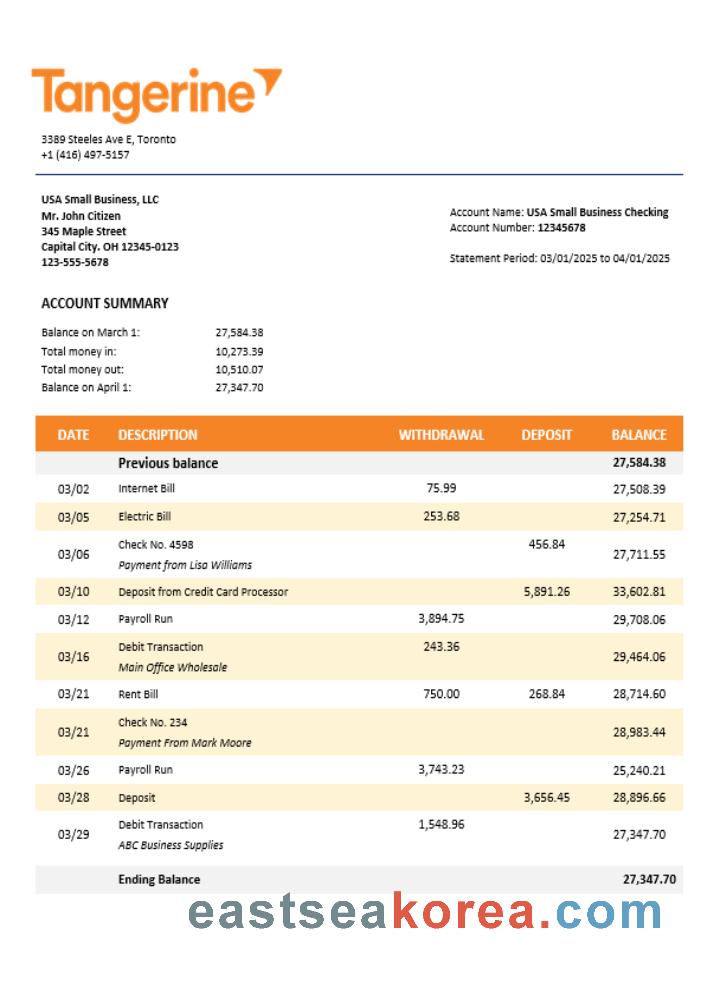 Tangerine
3389 Steeles Ave E, Toronto
+1 (416) 497-5157
USA Small Business, LLC
Mr. John Citizen
345 Maple Street
Capital City. OH 12345-0123
123-555-5678
Account Name: USA Small Business Checking
Account Number: 12345678
Statement Period: 03/01/2025 to 04/01/2025
ACCOUNT SUMMARY
Balance on March 1: 27,584.38
Total money in: 10,273.39
Total money out: 10,510.07
Balance on April 1: 27,347.70
DATE DESCRIPTION WITHDRAWAL DEPOSIT BALANCE
Previous balance 27,584.38
03/02 Internet Bill 75.99 27,508.39
03/05 Electric Bill 253.68 27,254.71
03/06 Check No. 4598 456.84 27,711.55
Payment from Lisa Williams
03/10 Deposit from Credit Card Processor 5,891.26 33,602.81
03/12 Payroll Run 3,894.75 29,708.06
03/16 Debit Transaction 243.36 29,464.06
Main Office Wholesale
03/21 Rent Bill 750.00 268.84 28,714.60
03/21 Check No. 234 28,983.44
Payment From Mark Moore
03/26 Payroll Run 3,743.23 25,240.21
03/28 Deposit 3,656.45 28,896.66
03/29 Debit Transaction 1,548.96 27,347.70
ABC Business Supplies
Ending Balance 27,347.70
eastseakorea.com